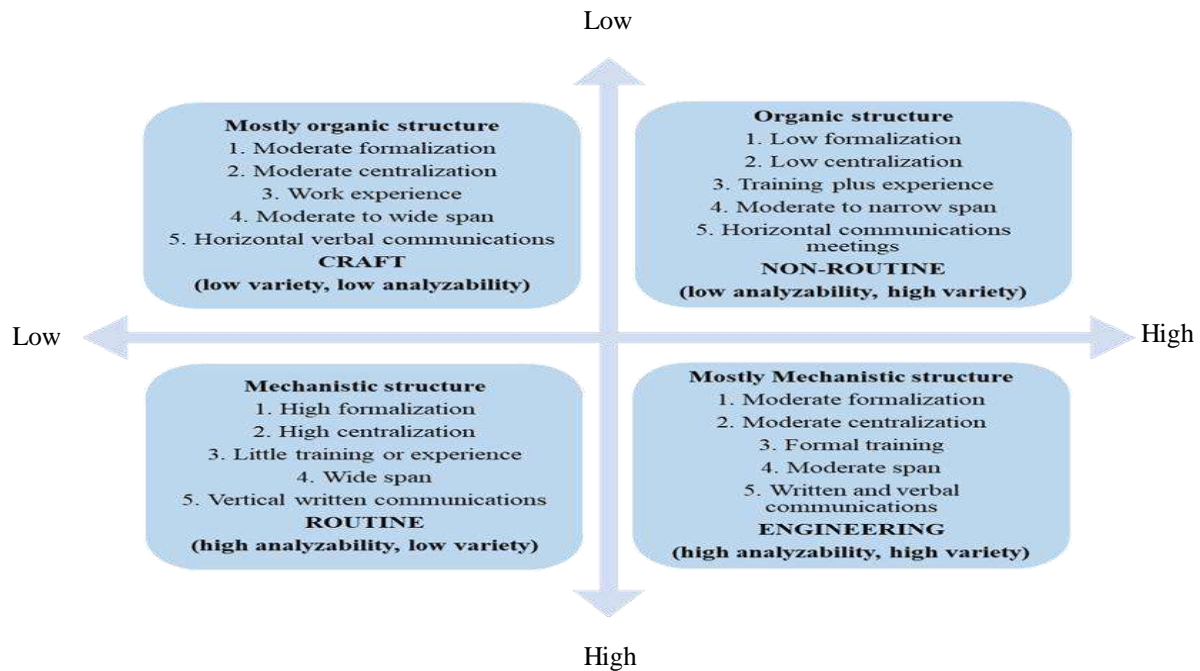 Low
Mostly organic structure
1. Moderate formalization
2. Moderate centralization
3. Work experience
4. Moderate to wide span
5. Horizontal verbal communications
CRAFT
(low variety, low analyzability)
Organic structure
1. Low formalization
2. Low centralization
3. Training plus experience
4. Moderate to narrow span
5. Horizontal communications
meetings
NON-ROUTINE
(low analyzability, high variety)
Low
High
Mechanistic structure
1. High formalization
2. High centralization
3. Little training or experience
4. Wide span
5. Vertical written communications
ROUTINE
(high analyzability, low variety)
Mostly Mechanistic structure
1. Moderate formalization
2. Moderate centralization
3. Formal training
4. Moderate span
5. Written and verbal
communications
ENGINEERING
(high analyzability, high variety)
High